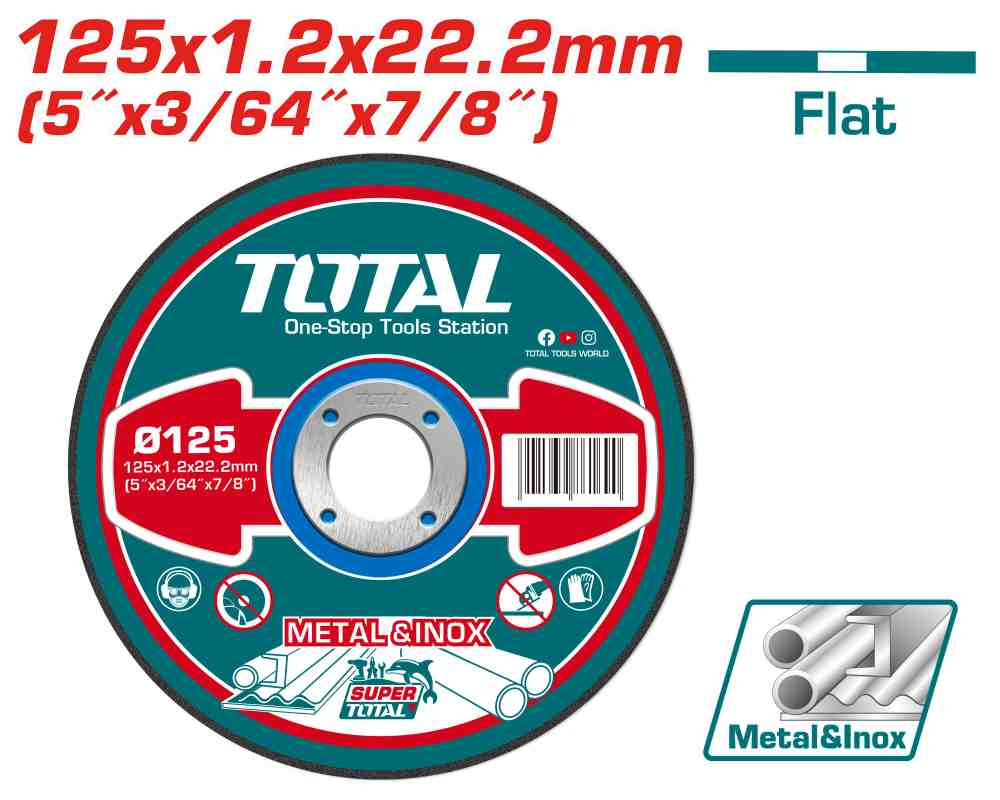 125x1.2x22.2mm
(5˝x3/64˝x7/8˝)
Flat
TOTAL
One-Stop Tools Station
TOTAL TOOLS WORLD
TOTAL
Ø125
125x1.2x22.2mm
(5˝x3/64˝x7/8˝)
METAL & INOX
SUPER
TOTAL
Metal&Inox